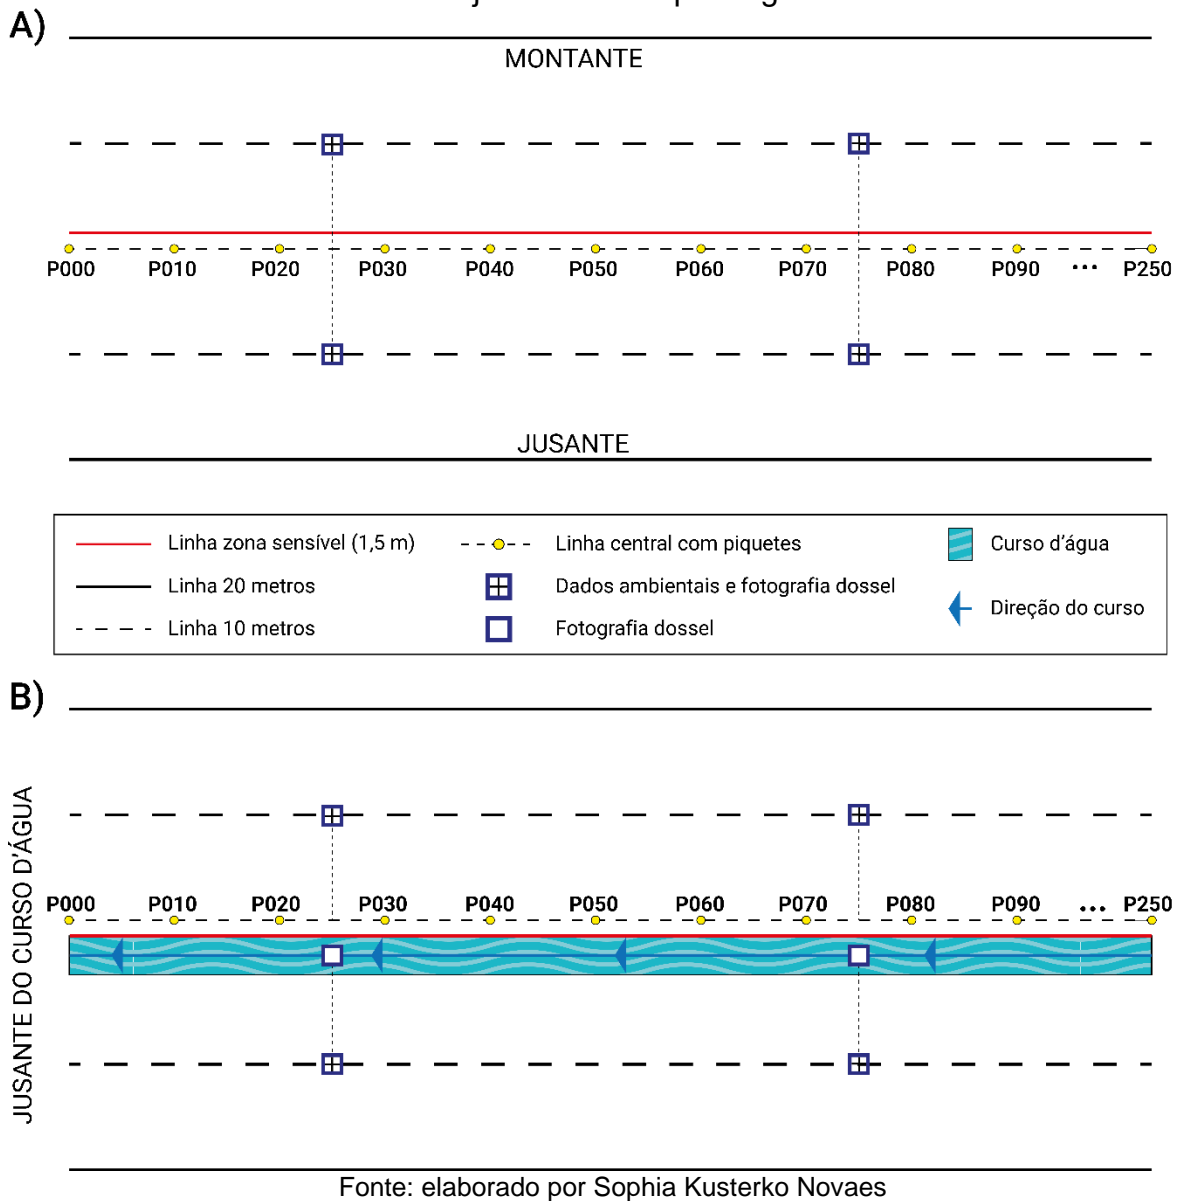 A)
MONTANTE
P000 P010 P020 P030 P040 P050 P060 P070 P080 P090 ... P250
JUSANTE
Linha zona sensível (1,5 m)
Linha 20 metros
Linha 10 metros
Linha central com piquetes
Dados ambientais e fotografia dossel
Fotografia dossel
Curso d'água
Direção do curso
B)
JUSANTE DO CURSO D'ÁGUA
P000 P010 P020 P030 P040 P050 P060 P070 P080 P090 ... P250
Fonte: elaborado por Sophia Kusterko Novaes